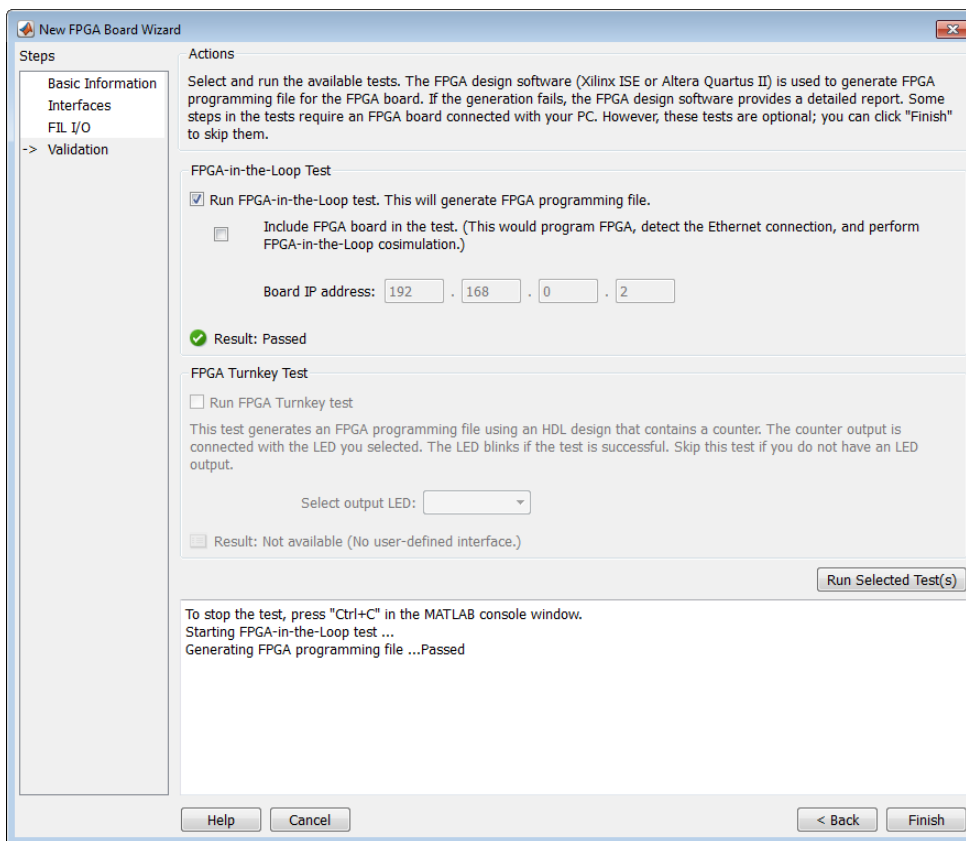 New FPGA Board Wizard
Steps
Basic Information
Interfaces
FIL I/O
-> Validation
Actions
Select and run the available tests. The FPGA design software (Xilinx ISE or Altera Quartus II) is used to generate FPGA
programming file for the FPGA board. If the generation fails, the FPGA design software provides a detailed report. Some
steps in the tests require an FPGA board connected with your PC. However, these tests are optional; you can click "Finish"
to skip them.
FPGA-in-the-Loop Test
Run FPGA-in-the-Loop test. This will generate FPGA programming file.
Include FPGA board in the test. (This would program FPGA, detect the Ethernet connection, and perform
FPGA-in-the-Loop cosimulation.)
Board IP address: 192 . 168 . 0 . 2
Result: Passed
FPGA Turnkey Test
Run FPGA Turnkey test
This test generates an FPGA programming file using an HDL design that contains a counter. The counter output is
connected with the LED you selected. The LED blinks if the test is successful. Skip this test if you do not have an LED
output.
Select output LED:
Result: Not available (No user-defined interface.)
Run Selected Test(s)
To stop the test, press "Ctrl+C" in the MATLAB console window.
Starting FPGA-in-the-Loop test ...
Generating FPGA programming file ...Passed
Help Cancel < Back Finish